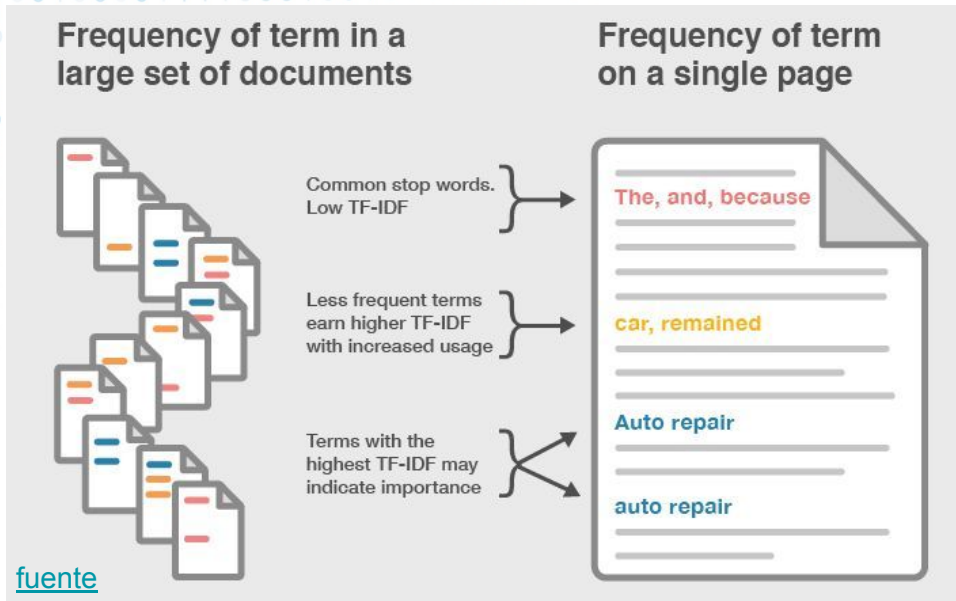 Frequency of term in a
large set of documents
Frequency of term
on a single page
Common stop words.
Low TF-IDF
The, and, because
Less frequent terms
earn higher TF-IDF
with increased usage
car, remained
Terms with the
highest TF-IDF may
indicate importance
Auto repair
auto repair
fuente